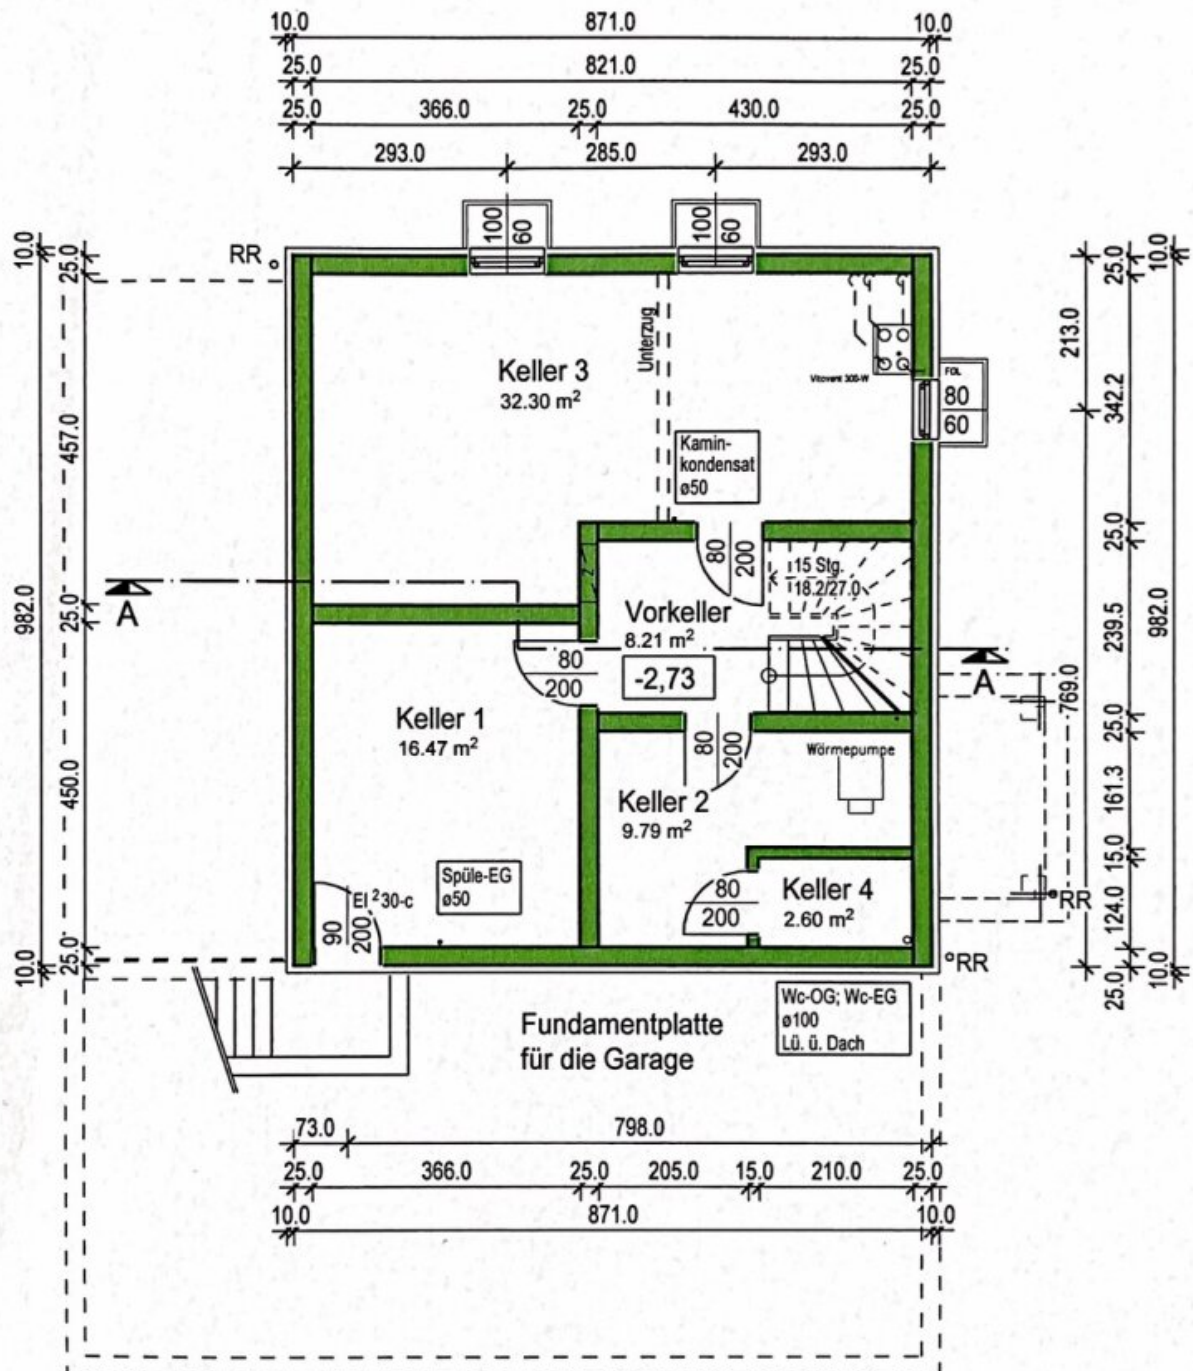 10.0 871.0 10.0
25.0 821.0 25.0
25.0 366.0 25.0 430.0 25.0
293.0 285.0 293.0
100
60
100
60
RR
10.0
25.0
457.0
982.0
25.0
450.0
25.0
10.0
Keller 3
32.30 m²
Unterzug
Vitovent 300-W
FOL
80
60
Kamin-
kondensat
ø50
80
200
15 Stg.
18.2/27.0
Vorkeller
8.21 m²
-2,73
80
200
A
A
Keller 1
16.47 m²
80
200
Wörmepumpe
Keller 2
9.79 m²
Spüle-EG
ø50
EI ²30-c
90
200
80
200
Keller 4
2.60 m²
10.0
25.0
213.0
342.2
25.0
239.5
982.0
769.0
25.0
161.3
15.0
124.0
25.0
10.0
RR
RR
Wc-OG; Wc-EG
ø100
Lü. ü. Dach
Fundamentplatte
für die Garage
73.0 798.0
25.0 366.0 25.0 205.0 15.0 210.0 25.0
10.0 871.0 10.0